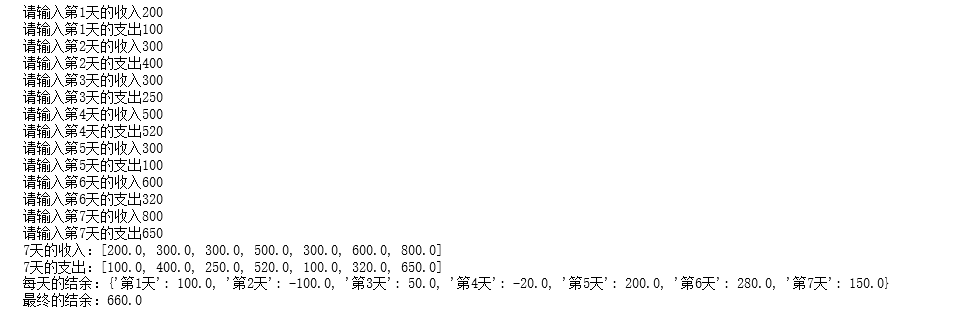 请输入第1天的收入200
请输入第1天的支出100
请输入第2天的收入300
请输入第2天的支出400
请输入第3天的收入300
请输入第3天的支出250
请输入第4天的收入500
请输入第4天的支出520
请输入第5天的收入300
请输入第5天的支出100
请输入第6天的收入600
请输入第6天的支出320
请输入第7天的收入800
请输入第7天的支出650
7天的收入：[200.0, 300.0, 300.0, 500.0, 300.0, 600.0, 800.0]
7天的支出：[100.0, 400.0, 250.0, 520.0, 100.0, 320.0, 650.0]
每天的结余：{'第1天': 100.0, '第2天': -100.0, '第3天': 50.0, '第4天': -20.0, '第5天': 200.0, '第6天': 280.0, '第7天': 150.0}
最终的结余：660.0